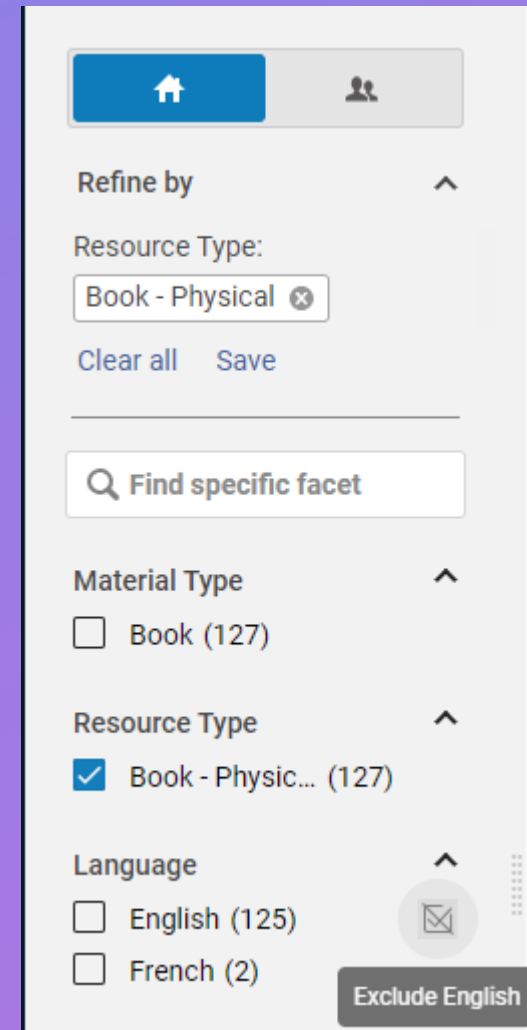 Refine by
Resource Type:
Book - Physical
Clear all Save
Find specific facet
Material Type
Book (127)
Resource Type
Book - Physic... (127)
Language
English (125)
French (2)
Exclude English